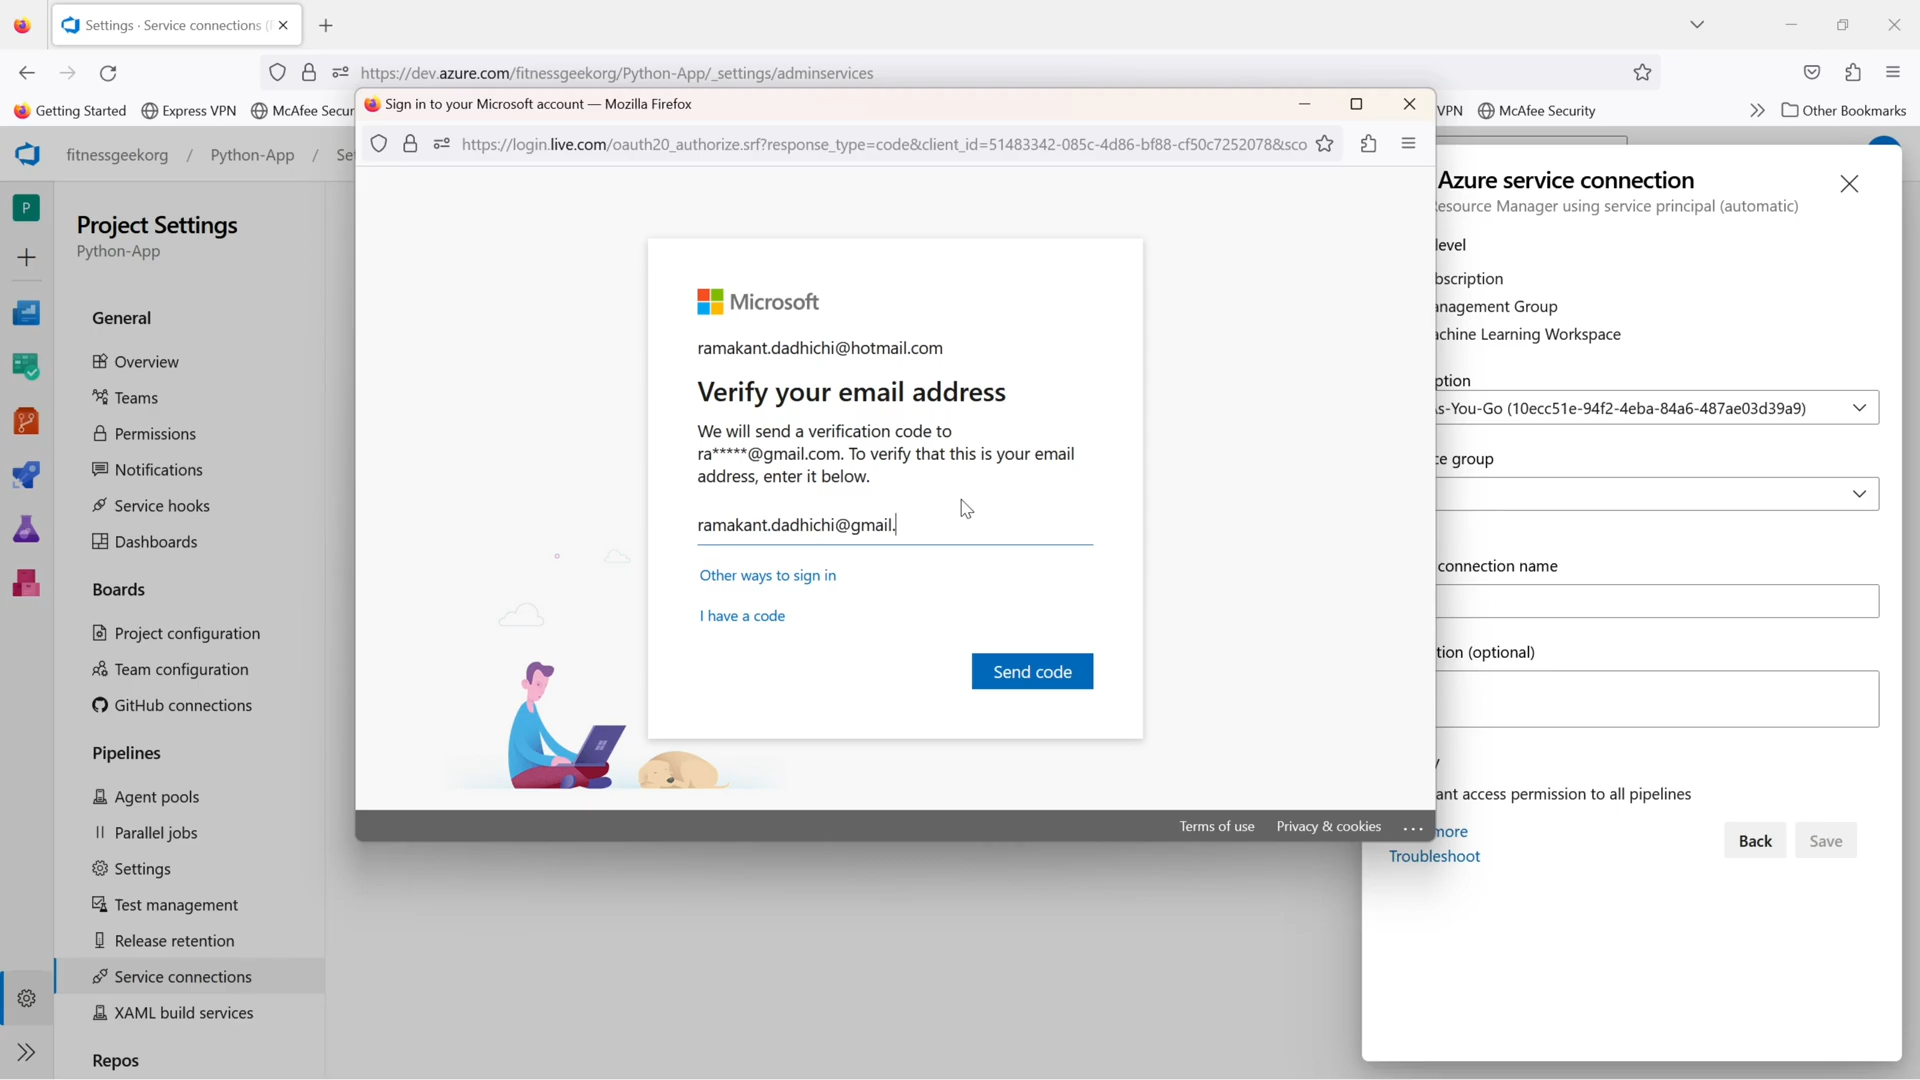 Settings · Service connections (
https://dev.azure.com/fitnessgeekorg/Python-App/_settings/adminservices
Getting Started
Express VPN
McAfee Secur
VPN
McAfee Security
Other Bookmarks
Sign in to your Microsoft account — Mozilla Firefox
https://login.live.com/oauth20_authorize.srf?response_type=code&client_id=51483342-085c-4d86-bf88-cf50c7252078&sco
fitnessgeekorg / Python-App / Set
P
Project Settings
Python-App
General
Overview
Teams
Permissions
Notifications
Service hooks
Dashboards
Boards
Project configuration
Team configuration
GitHub connections
Pipelines
Agent pools
Parallel jobs
Settings
Test management
Release retention
Service connections
XAML build services
Repos
Microsoft
ramakant.dadhichi@hotmail.com
Verify your email address
We will send a verification code to
ra*****@gmail.com. To verify that this is your email
address, enter it below.
ramakant.dadhichi@gmail.
Other ways to sign in
I have a code
Send code
Terms of use
Privacy & cookies
...
Azure service connection
esource Manager using service principal (automatic)
level
bscription
anagement Group
achine Learning Workspace
ption
s-You-Go (10ecc51e-94f2-4eba-84a6-487ae03d39a9)
ce group
connection name
tion (optional)
y
ant access permission to all pipelines
more
Troubleshoot
Back
Save